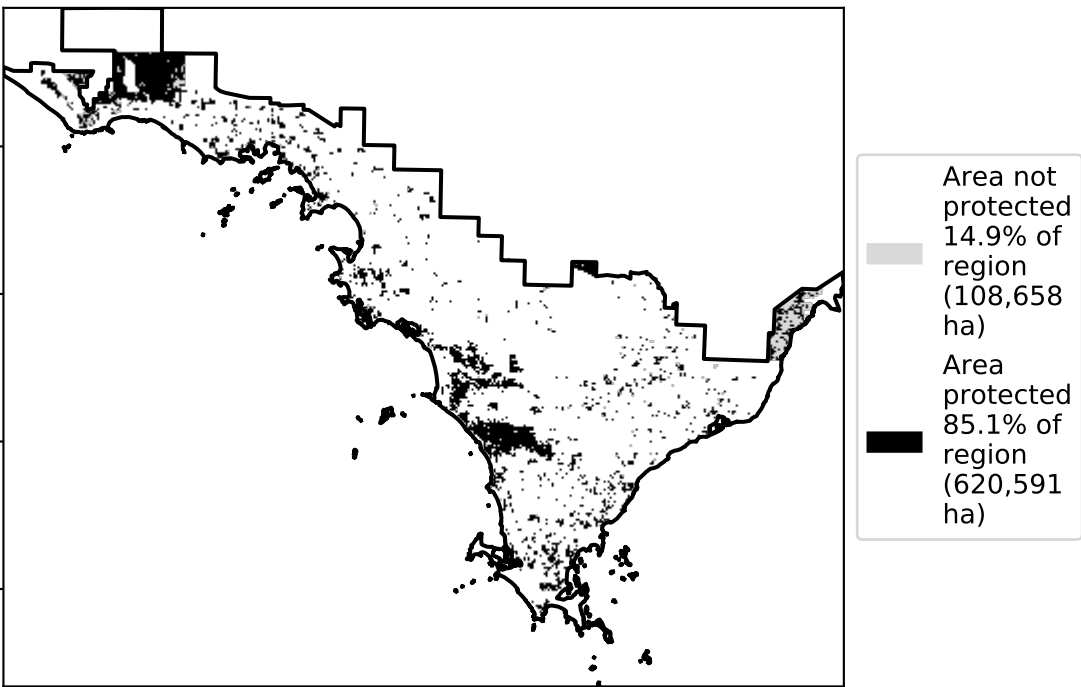 Area not
protected
14.9% of
region
(108,658
ha)
Area
protected
85.1% of
region
(620,591
ha)